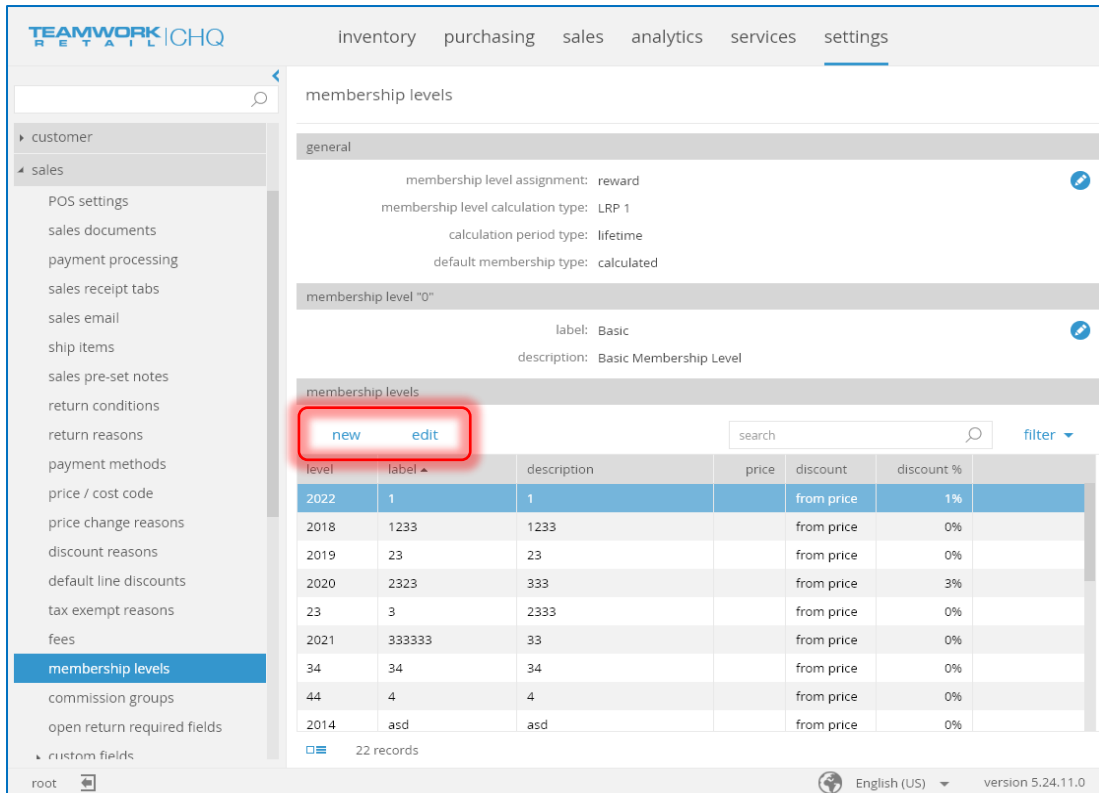 TEAMWORK RETAIL | CHQ
inventory purchasing sales analytics services settings
customer
sales
POS settings
sales documents
payment processing
sales receipt tabs
sales email
ship items
sales pre-set notes
return conditions
return reasons
payment methods
price / cost code
price change reasons
discount reasons
default line discounts
tax exempt reasons
fees
membership levels
commission groups
open return required fields
custom fields
membership levels
general
membership level assignment: reward
membership level calculation type: LRP 1
calculation period type: lifetime
default membership type: calculated
membership level "0"
label: Basic
description: Basic Membership Level
membership levels
new edit search filter
level label description price discount discount %
2022 1 1 from price 1%
2018 1233 1233 from price 0%
2019 23 23 from price 0%
2020 2323 333 from price 3%
23 3 2333 from price 0%
2021 333333 33 from price 0%
34 34 34 from price 0%
44 4 4 from price 0%
2014 asd asd from price 0%
22 records
root English (US) version 5.24.11.0